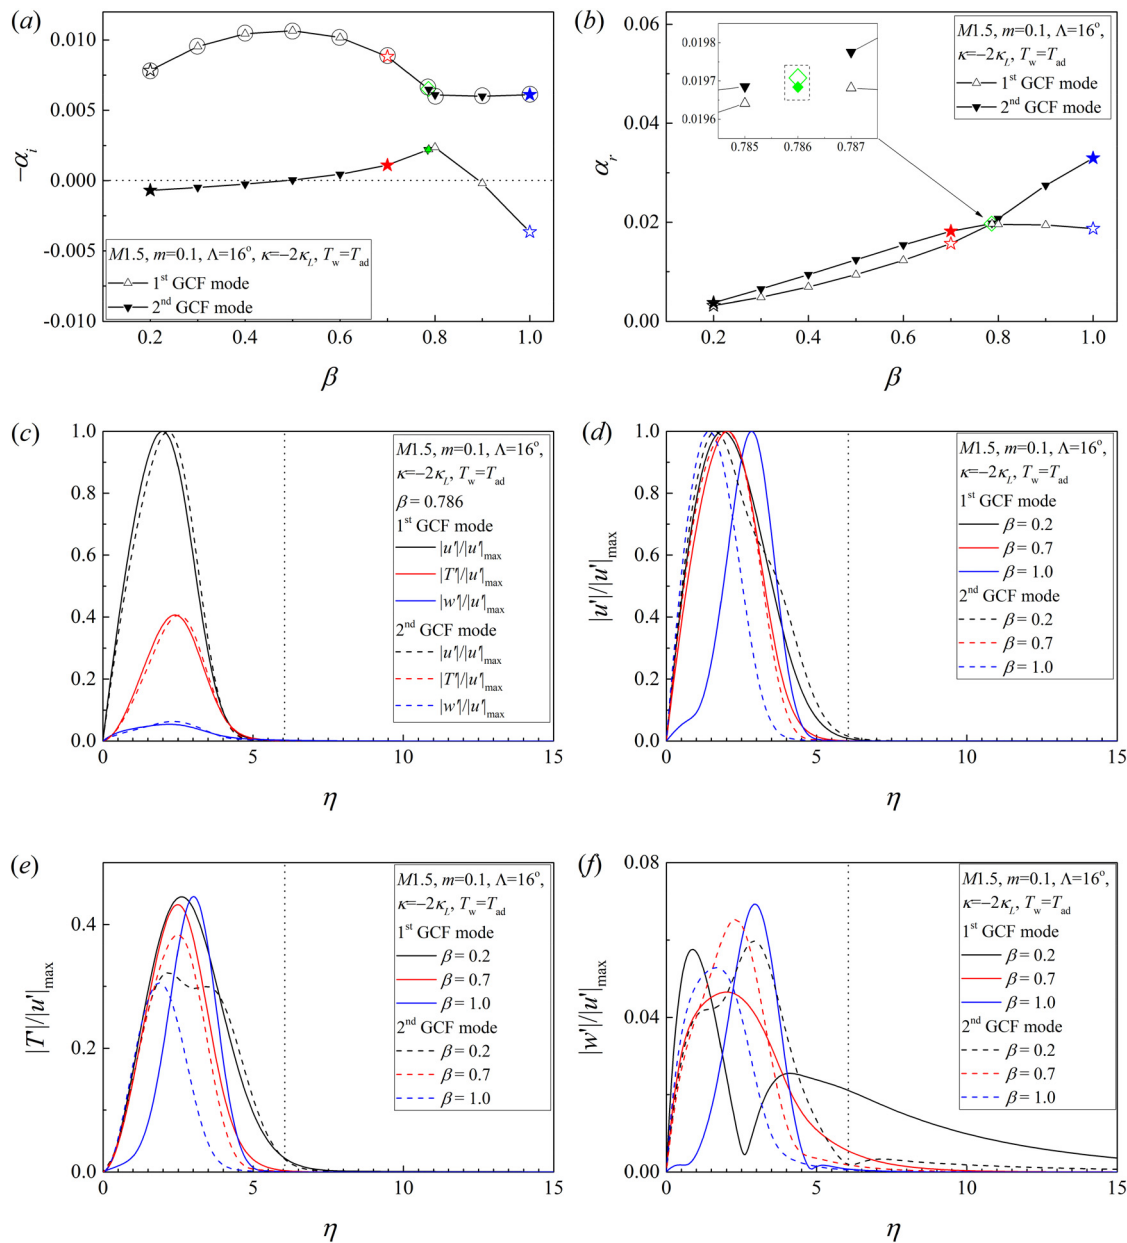 (a)
0.010
0.005
0.000
-0.005
-0.010
−αi
M1.5, m=0.1, Λ=16°, κ=−2κL, Tw=Tad
1st GCF mode
2nd GCF mode
0.2 0.4 0.6 0.8 1.0
β
(b)
0.06
0.04
0.02
0.00
αr
0.0198
0.0197
0.0196
0.785 0.786 0.787
M1.5, m=0.1, Λ=16°,
κ=−2κL, Tw=Tad
1st GCF mode
2nd GCF mode
0.2 0.4 0.6 0.8 1.0
β
(c)
1.0
0.8
0.6
0.4
0.2
0.0
M1.5, m=0.1, Λ=16°,
κ=−2κL, Tw=Tad
β = 0.786
1st GCF mode
|u'|/|u'|max
|T'|/|u'|max
|w'|/|u'|max
2nd GCF mode
|u'|/|u'|max
|T'|/|u'|max
|w'|/|u'|max
0 5 10 15
η
(d)
1.0
0.8
0.6
0.4
0.2
0.0
|u'|/|u'|max
M1.5, m=0.1, Λ=16°,
κ=−2κL, Tw=Tad
1st GCF mode
β = 0.2
β = 0.7
β = 1.0
2nd GCF mode
β = 0.2
β = 0.7
β = 1.0
0 5 10 15
η
(e)
0.4
0.2
0.0
|T'|/|u'|max
M1.5, m=0.1, Λ=16°,
κ=−2κL, Tw=Tad
1st GCF mode
β = 0.2
β = 0.7
β = 1.0
2nd GCF mode
β = 0.2
β = 0.7
β = 1.0
0 5 10 15
η
(f)
0.08
0.04
0.00
|w'|/|u'|max
M1.5, m=0.1, Λ=16°,
κ=−2κL, Tw=Tad
1st GCF mode
β = 0.2
β = 0.7
β = 1.0
2nd GCF mode
β = 0.2
β = 0.7
β = 1.0
0 5 10 15
η